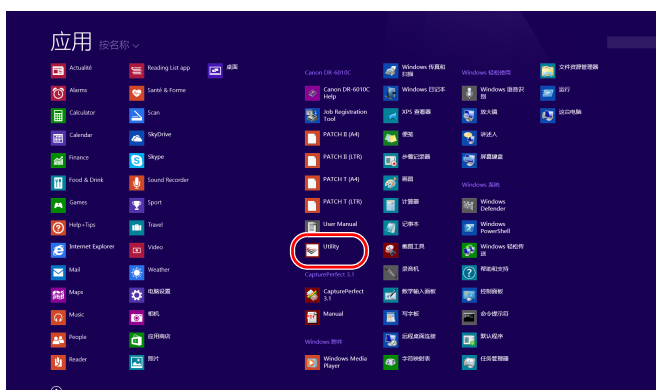 应用 按名称
Actualité
Alarms
Calculator
Calendar
Finance
Food & Drink
Games
Help+Tips
Internet Explorer
Mail
Maps
Music
People
Reader
Reading List app
Santé & Forme
Scan
SkyDrive
Skype
Sound Recorder
Sport
Travel
Video
Weather
电脑设置
相机
应用商店
照片
桌面
Canon DR-6010C
Canon DR-6010C
Help
Job Registration
Tool
PATCH II (A4)
PATCH II (LTR)
PATCH T (A4)
PATCH T (LTR)
User Manual
Utility
CapturePerfect 3.1
CapturePerfect
3.1
Manual
Windows 附件
Windows Media
Player
Windows 传真和
扫描
Windows 日记本
XPS 查看器
便笺
步骤记录器
画图
计算器
记事本
截图工具
录音机
数学输入面板
写字板
远程桌面连接
字符映射表
Windows 轻松使用
Windows 语音识
别
放大镜
讲述人
屏幕键盘
Windows 系统
Windows
Defender
Windows
PowerShell
Windows 轻松传
送
帮助和支持
控制面板
命令提示符
默认程序
任务管理器
文件资源管理器
运行
这台电脑